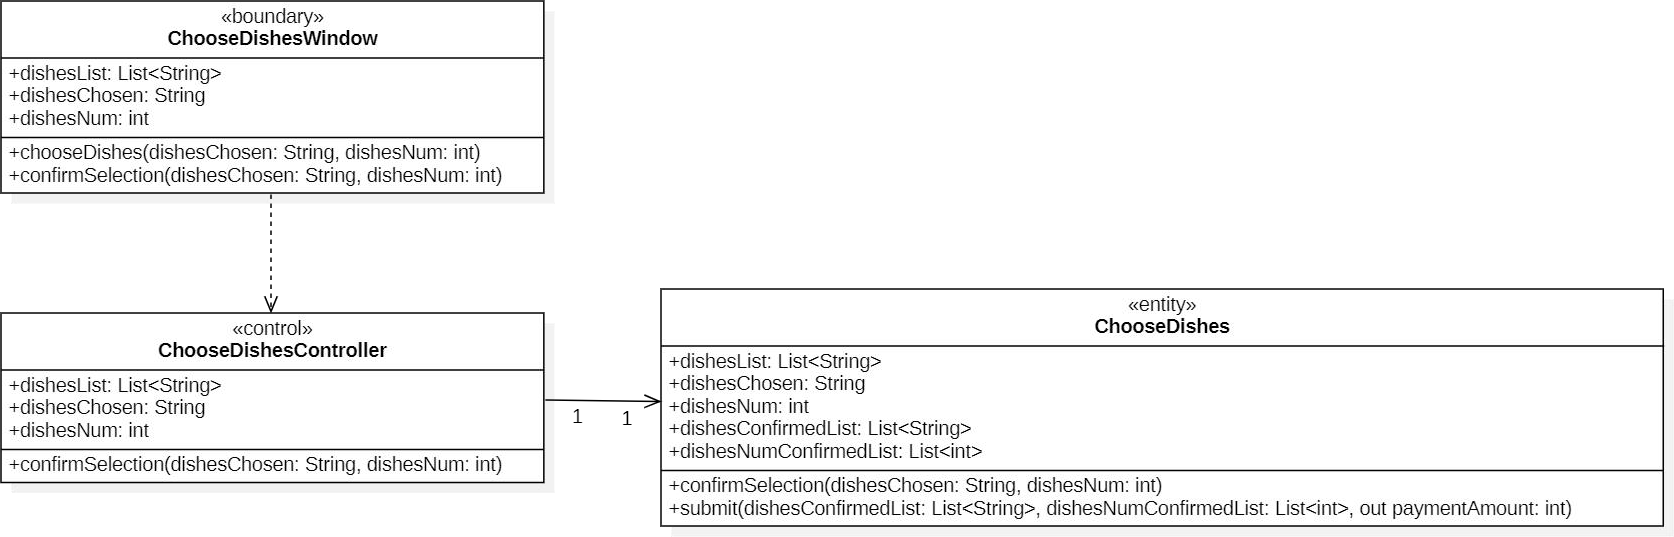 «boundary»
ChooseDishesWindow
+dishesList: List<String>
+dishesChosen: String
+dishesNum: int
+chooseDishes(dishesChosen: String, dishesNum: int)
+confirmSelection(dishesChosen: String, dishesNum: int)
«control»
ChooseDishesController
+dishesList: List<String>
+dishesChosen: String
+dishesNum: int
+confirmSelection(dishesChosen: String, dishesNum: int)
1
1
«entity»
ChooseDishes
+dishesList: List<String>
+dishesChosen: String
+dishesNum: int
+dishesConfirmedList: List<String>
+dishesNumConfirmedList: List<int>
+confirmSelection(dishesChosen: String, dishesNum: int)
+submit(dishesConfirmedList: List<String>, dishesNumConfirmedList: List<int>, out paymentAmount: int)